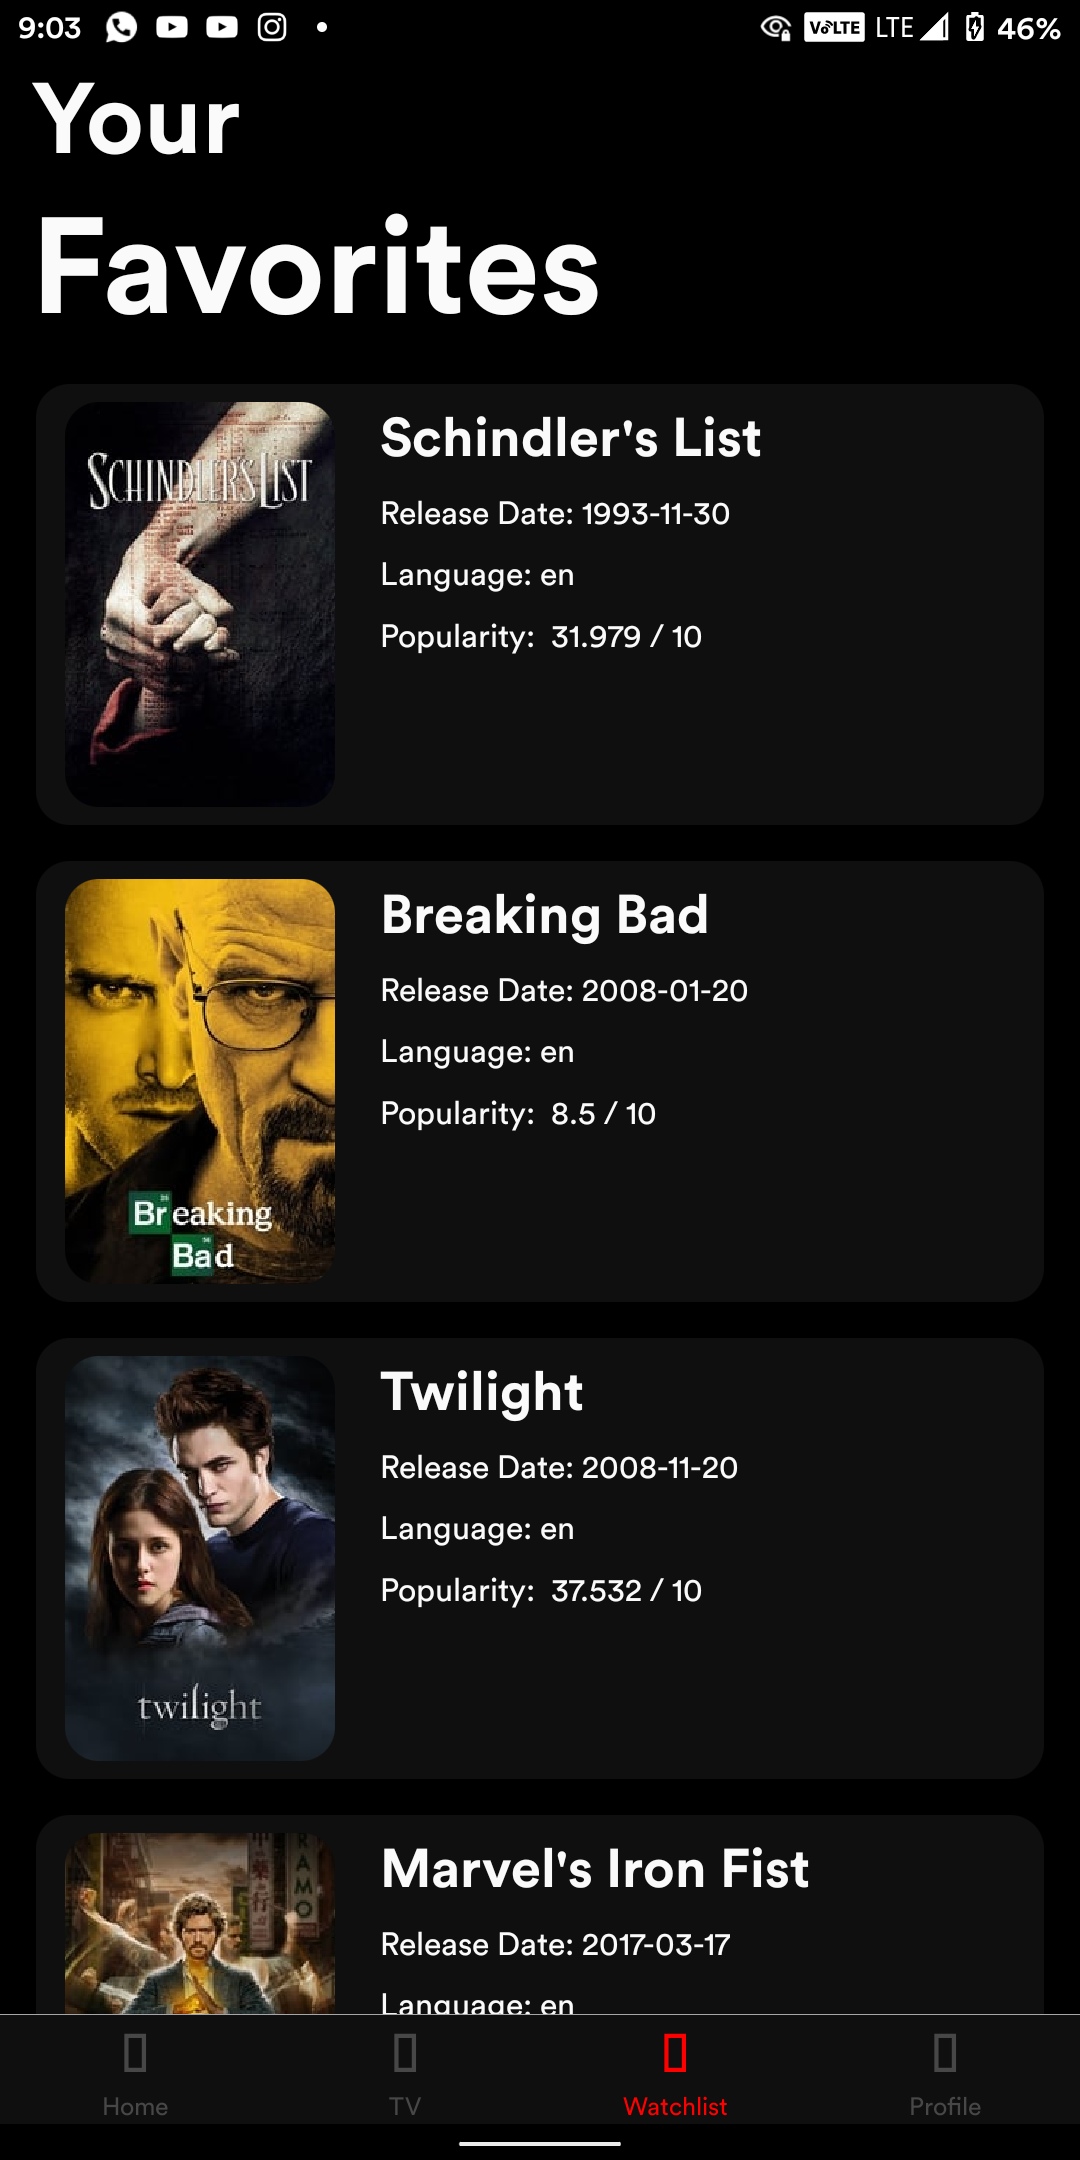 9:03 VoLTE LTE 46%
Your
Favorites
SCHINDLER'S LIST
Schindler's List
Release Date: 1993-11-30
Language: en
Popularity: 31.979 / 10
Breaking Bad
Release Date: 2008-01-20
Language: en
Popularity: 8.5 / 10
Breaking
Bad
Twilight
Release Date: 2008-11-20
Language: en
Popularity: 37.532 / 10
twilight
Marvel's Iron Fist
Release Date: 2017-03-17
Language: en
RAMO
Home TV Watchlist Profile